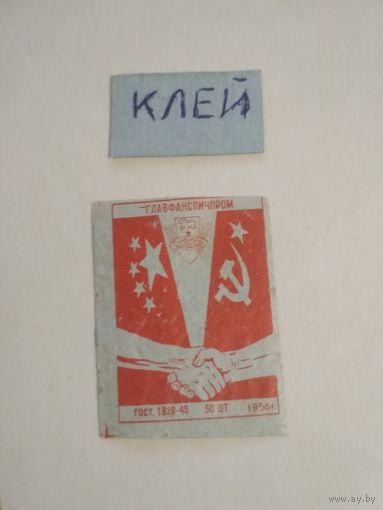 КЛЕЙ
ГЛАВФАНСПИЧПРОМ
ГОСТ. 1820-45 50 ШТ. 1956г.
www.ay.by